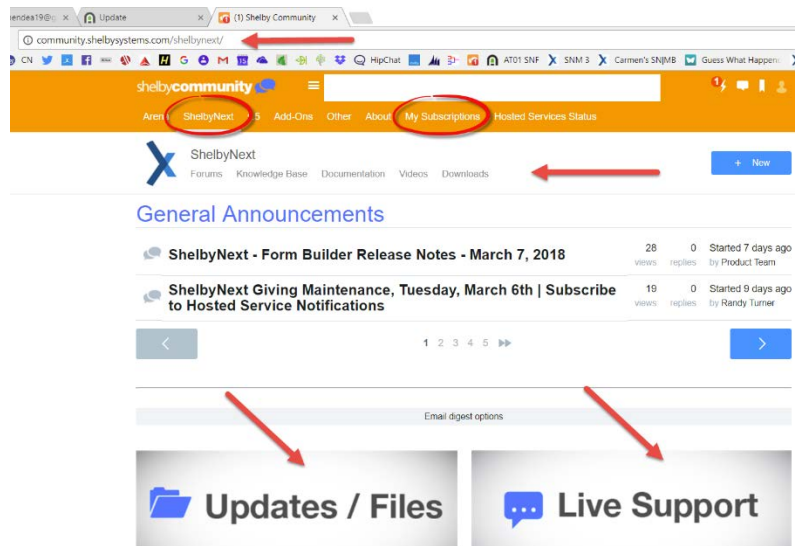 Update
(1) Shelby Community
community.shelbysystems.com/shelbynext/
CN HipChat AT01 SNF SNM 3 Carmen's SN|MB Guess What Happen
shelbycommunity
1
Arena ShelbyNext Add-Ons Other About My Subscriptions Hosted Services Status
ShelbyNext
Forums Knowledge Base Documentation Videos Downloads
+ New
General Announcements
ShelbyNext - Form Builder Release Notes - March 7, 2018
28 0 Started 7 days ago
views replies by Product Team
ShelbyNext Giving Maintenance, Tuesday, March 6th | Subscribe
to Hosted Service Notifications
19 0 Started 9 days ago
views replies by Randy Turner
1 2 3 4 5
Email digest options
Updates / Files
Live Support